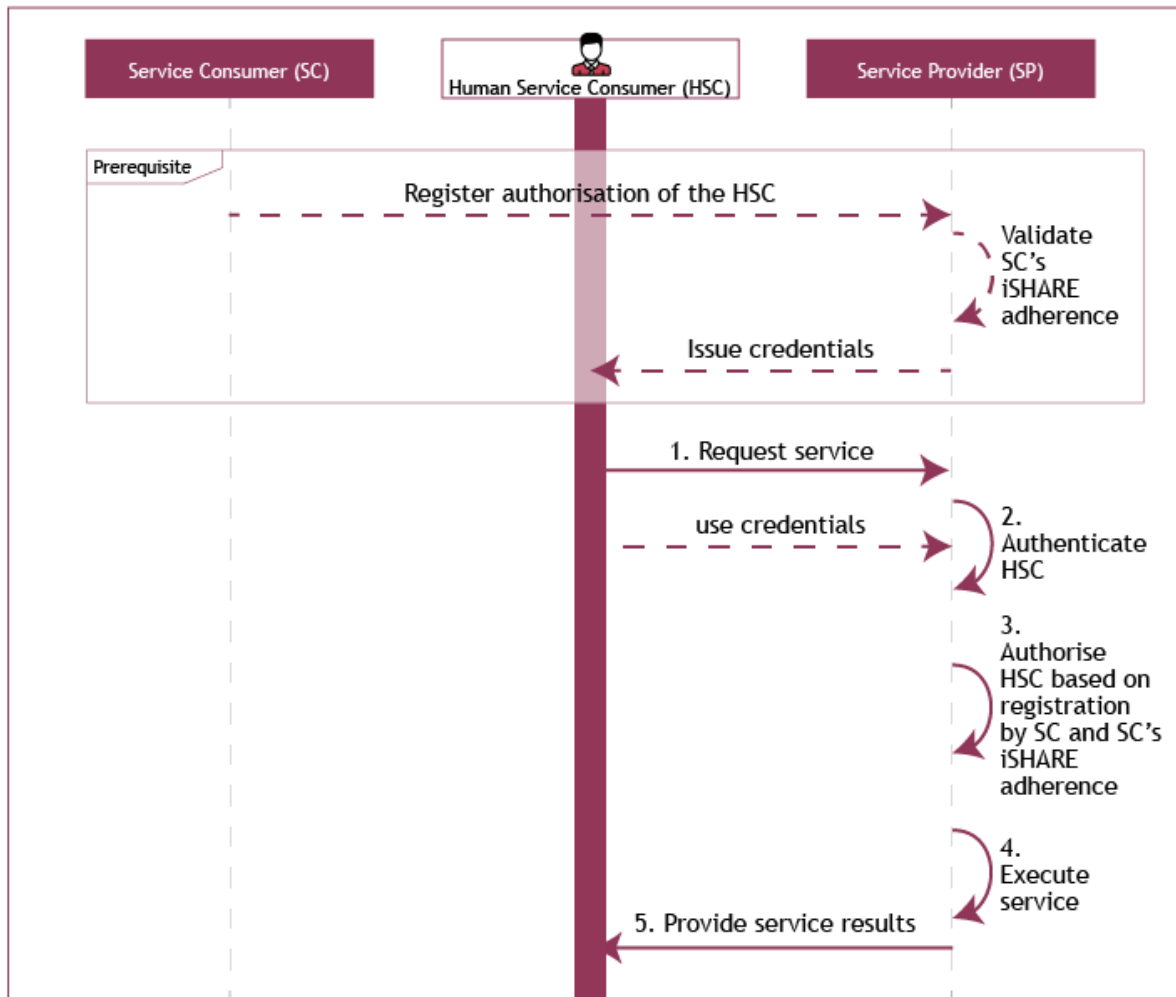 Service Consumer (SC)
Human Service Consumer (HSC)
Service Provider (SP)
Prerequisite
Register authorisation of the HSC
Validate
SC's
iSHARE
adherence
Issue credentials
1. Request service
use credentials
2.
Authenticate
HSC
3.
Authorise
HSC based on
registration
by SC and SC's
iSHARE
adherence
4.
Execute
service
5. Provide service results